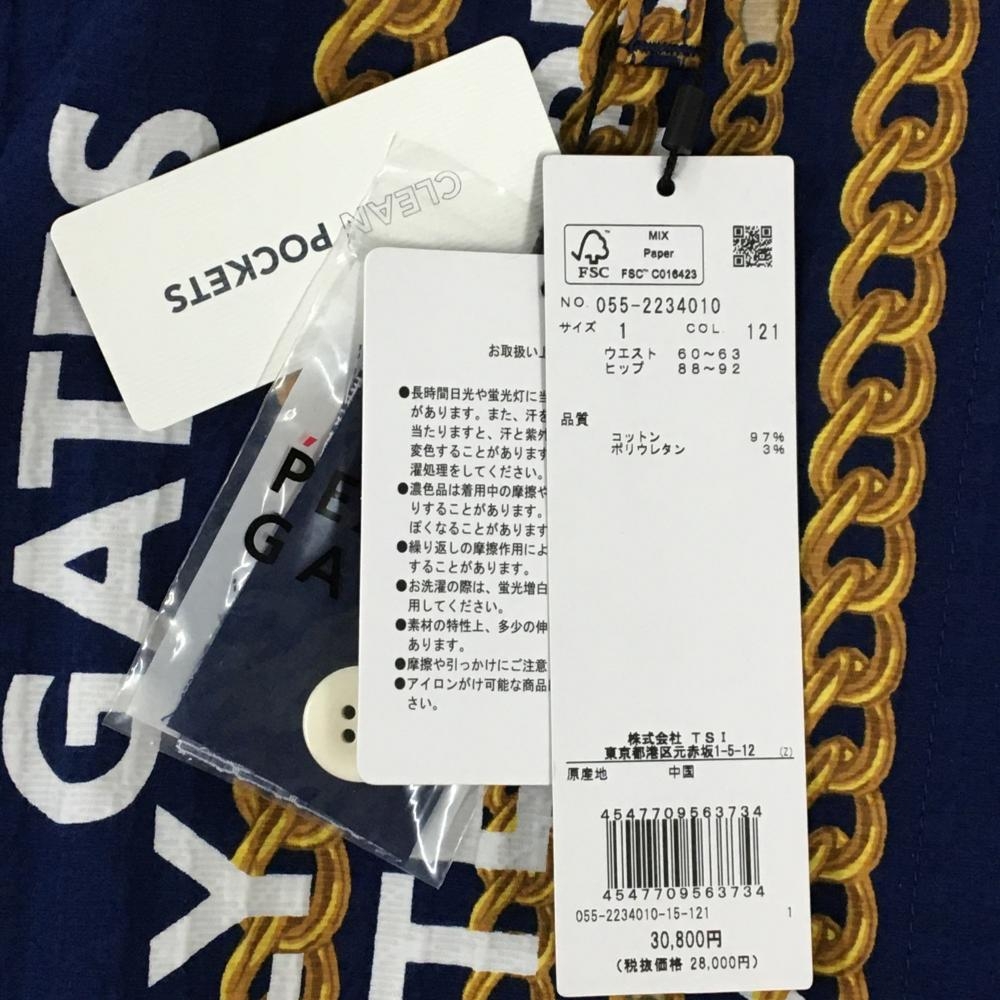 CLEAN
POCKETS
GATES
Y
T
PE
GA
お取扱い上
●長時間日光や蛍光灯に当
があります。また、汗を
当たりますと、汗と紫外
変色することがあります
濯処理をしてください。
●濃色品は着用中の摩擦や
りすることがあります。
ぽくなることがあります
●繰り返しの摩擦作用によ
することがあります。
●お洗濯の際は、蛍光増白
用してください。
●素材の特性上、多少の伸
あります。
●摩擦や引っかけにご注意
●アイロンがけ可能な商品
さい。
FSC
MIX
Paper
FSC™ C016423
NO. 055-2234010
サイズ 1 COL. 121
ウエスト 60～63
ヒップ 88～92
品質
コットン 97%
ポリウレタン 3%
株式会社 TSI
東京都港区元赤坂1-5-12 (Z)
原産地 中国
4547709563734
4547709563734
055-2234010-15-121 1
30,800円
(税抜価格 28,000円)